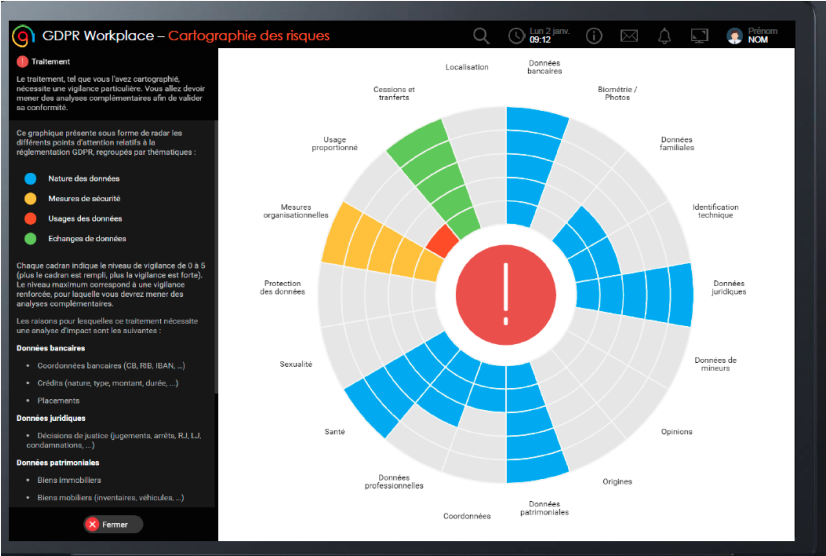 GDPR Workplace – Cartographie des risques
Lun 2 janv.
09:12
Prénom
NOM
Traitement
Le traitement, tel que vous l'avez cartographié,
nécessite une vigilance particulière. Vous allez devoir
mener des analyses complémentaires afin de valider
sa conformité.
Ce graphique présente sous forme de radar les
différents points d'attention relatifs à la
réglementation GDPR, regroupés par thématiques :
Nature des données
Mesures de sécurité
Usages des données
Echanges de données
Chaque cadran indique le niveau de vigilance de 0 à 5
(plus le cadran est rempli, plus la vigilance est forte).
Le niveau maximum correspond à une vigilance
renforcée, pour laquelle vous devrez mener des
analyses complémentaires.
Les raisons pour lesquelles ce traitement nécessite
une analyse d'impact sont les suivantes :
Données bancaires
• Coordonnées bancaires (CB, RIB, IBAN, ...)
• Crédits (nature, type, montant, durée, ...)
• Placements
Données juridiques
• Décisions de justice (jugements, arrêts, RJ, LJ,
condamnations, ...)
Données patrimoniales
• Biens immobiliers
• Biens mobiliers (inventaires, véhicules, ...)
Fermer
Localisation
Données
bancaires
Biométrie /
Photos
Données
familiales
Identification
technique
Données
juridiques
Données de
mineurs
Opinions
Origines
Données
patrimoniales
Coordonnées
Données
professionnelles
Santé
Sexualité
Protection
des données
Mesures
organisationnelles
Usage
proportionné
Cessions et
tranferts